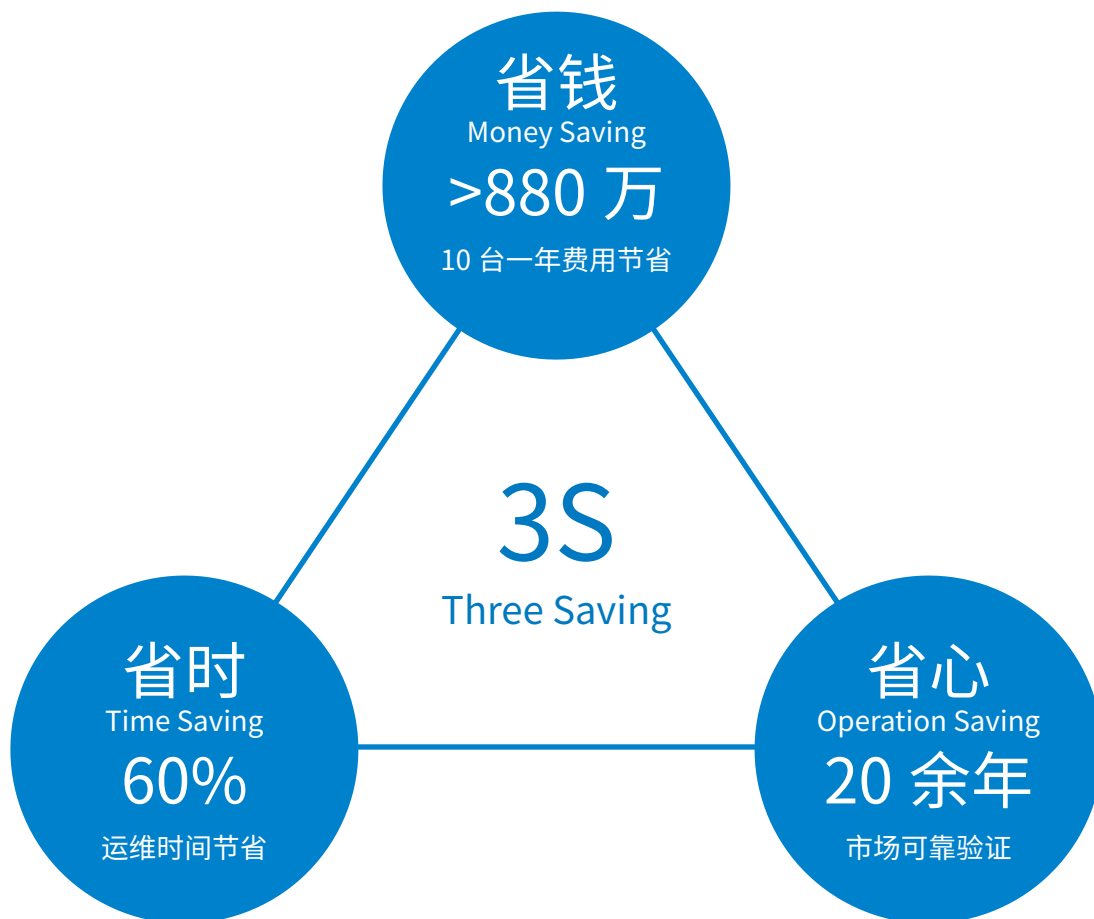 省钱
Money Saving
>880 万
10 台一年费用节省
3S
Three Saving
省时
Time Saving
60%
运维时间节省
省心
Operation Saving
20 余年
市场可靠验证